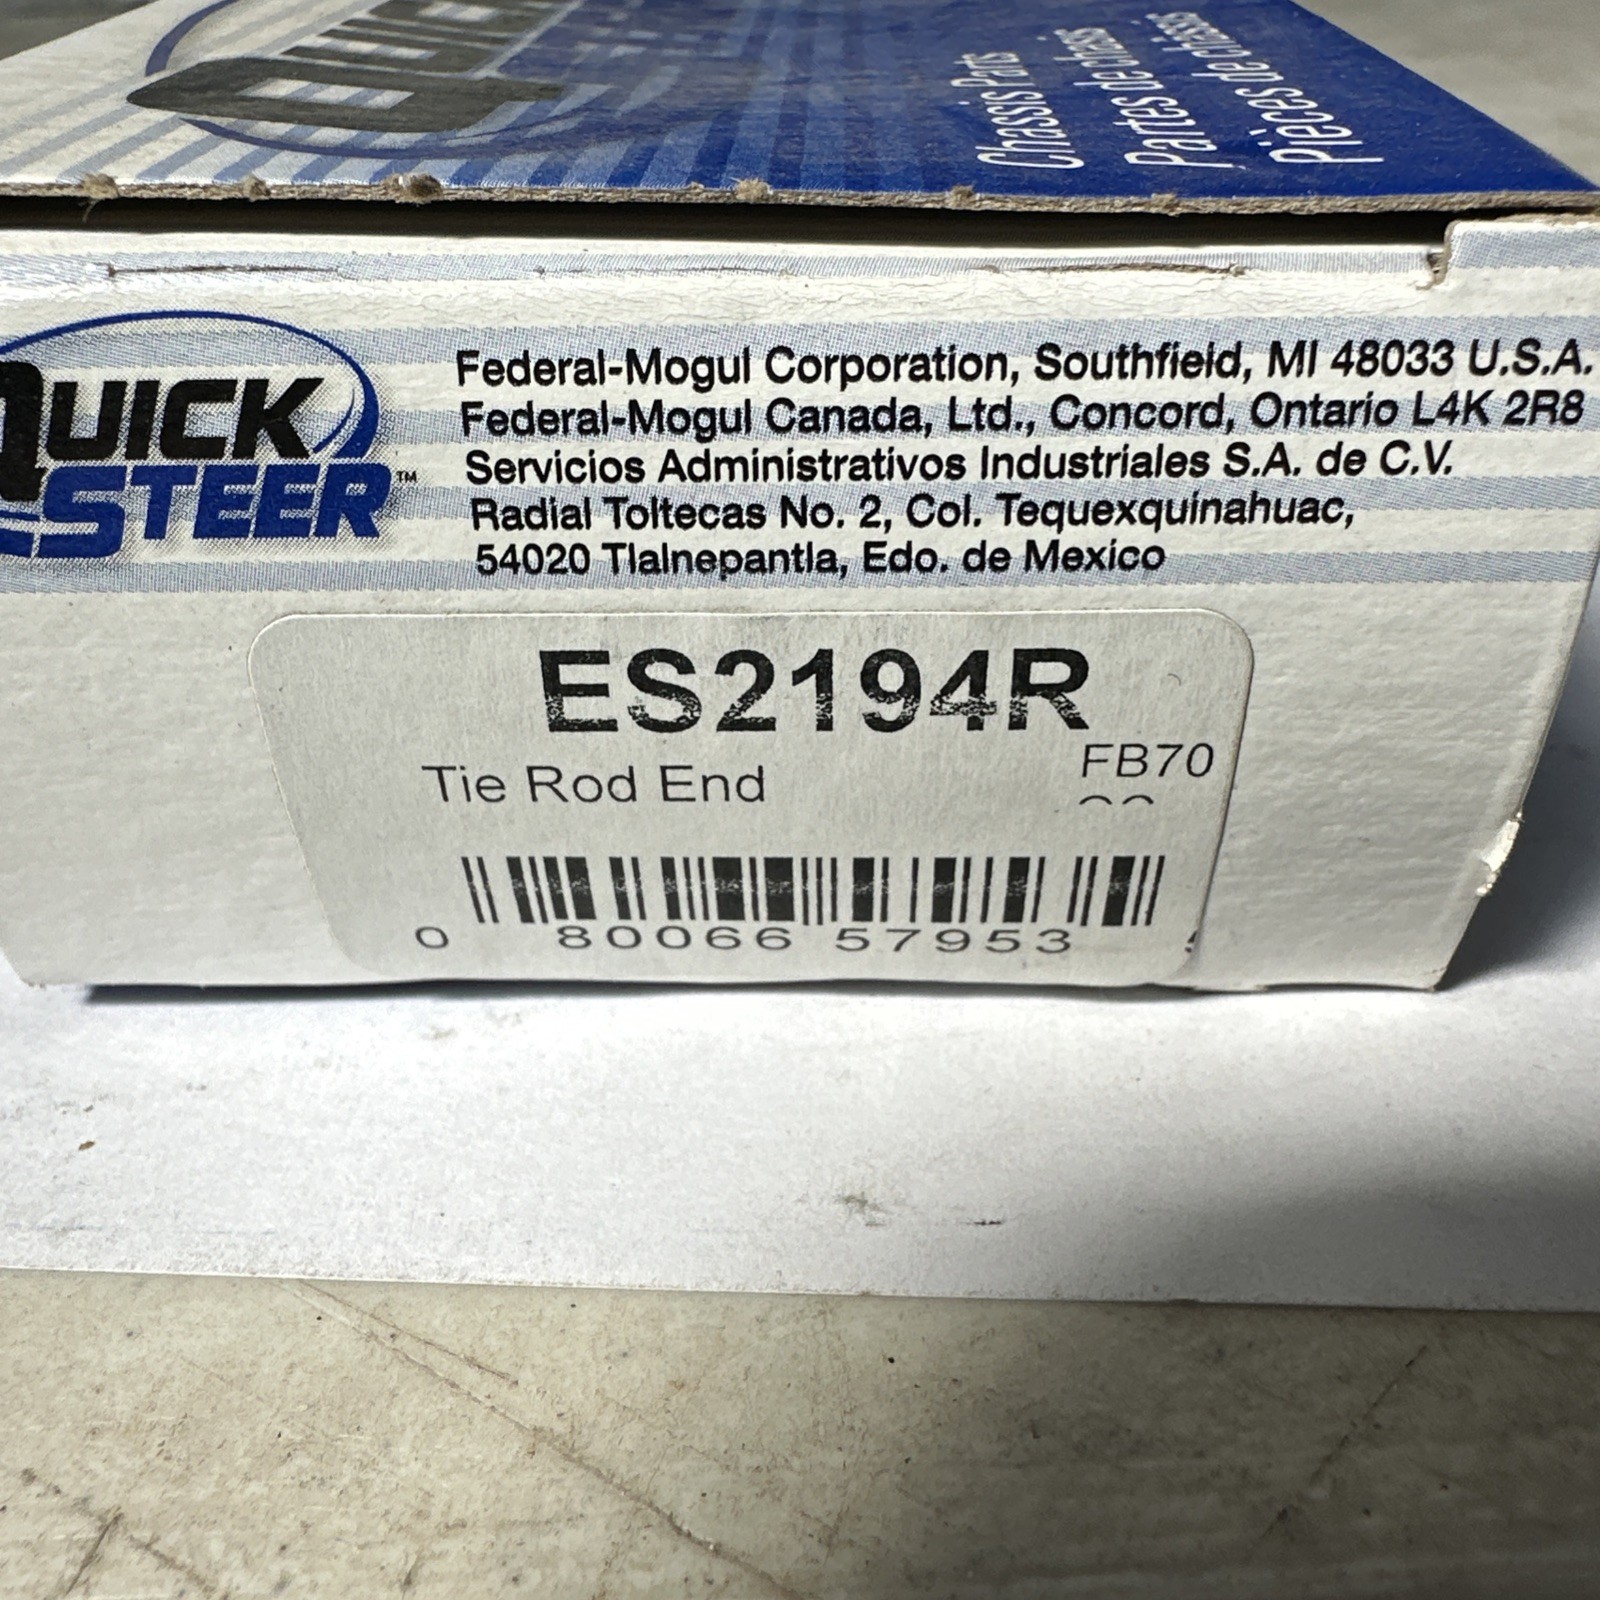 QUICK
Chassis Parts
Partes de chasis
Pièces de châssis
QUICK
STEER™
Federal-Mogul Corporation, Southfield, MI 48033 U.S.A.
Federal-Mogul Canada, Ltd., Concord, Ontario L4K 2R8
Servicios Administrativos Industriales S.A. de C.V.
Radial Toltecas No. 2, Col. Tequexquinahuac,
54020 Tlalnepantla, Edo. de Mexico
ES2194R
Tie Rod End
FB70
0 80066 57953